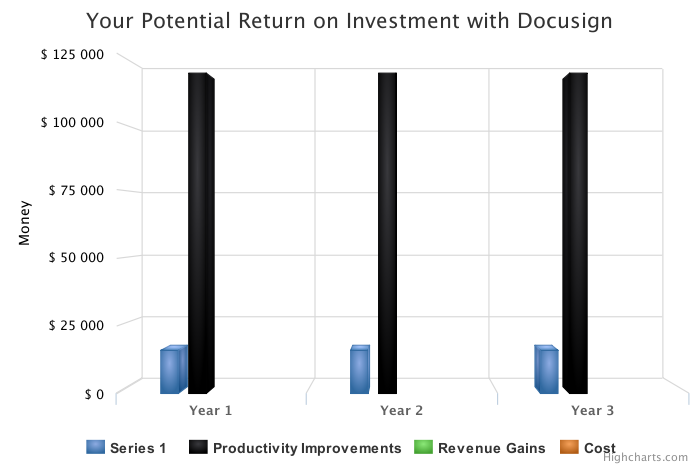 Your Potential Return on Investment with Docusign
$ 125 000
$ 100 000
$ 75 000
$ 50 000
$ 25 000
$ 0
Money
Year 1 Year 2 Year 3
Series 1 Productivity Improvements Revenue Gains Cost
Highcharts.com